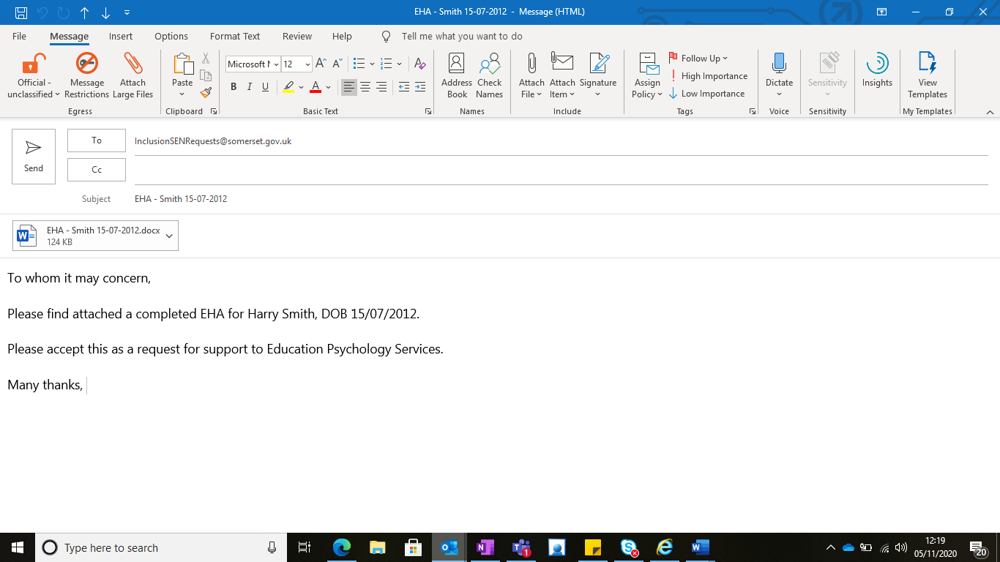 EHA - Smith 15-07-2012 - Message (HTML)
File Message Insert Options Format Text Review Help Tell me what you want to do
Official - unclassified
Message Restrictions
Attach Large Files
Egress
Paste
Clipboard
Microsoft 12
B I U A
Basic Text
Address Book
Check Names
Names
Attach File
Attach Item
Signature
Include
Assign Policy
Follow Up
High Importance
Low Importance
Tags
Dictate
Voice
Sensitivity
Sensitivity
Insights
View Templates
My Templates
Send
To InclusionSENRequests@somerset.gov.uk
Cc
Subject EHA - Smith 15-07-2012
EHA - Smith 15-07-2012.docx
124 KB
To whom it may concern,
Please find attached a completed EHA for Harry Smith, DOB 15/07/2012.
Please accept this as a request for support to Education Psychology Services.
Many thanks,
Type here to search
12:19
05/11/2020
20